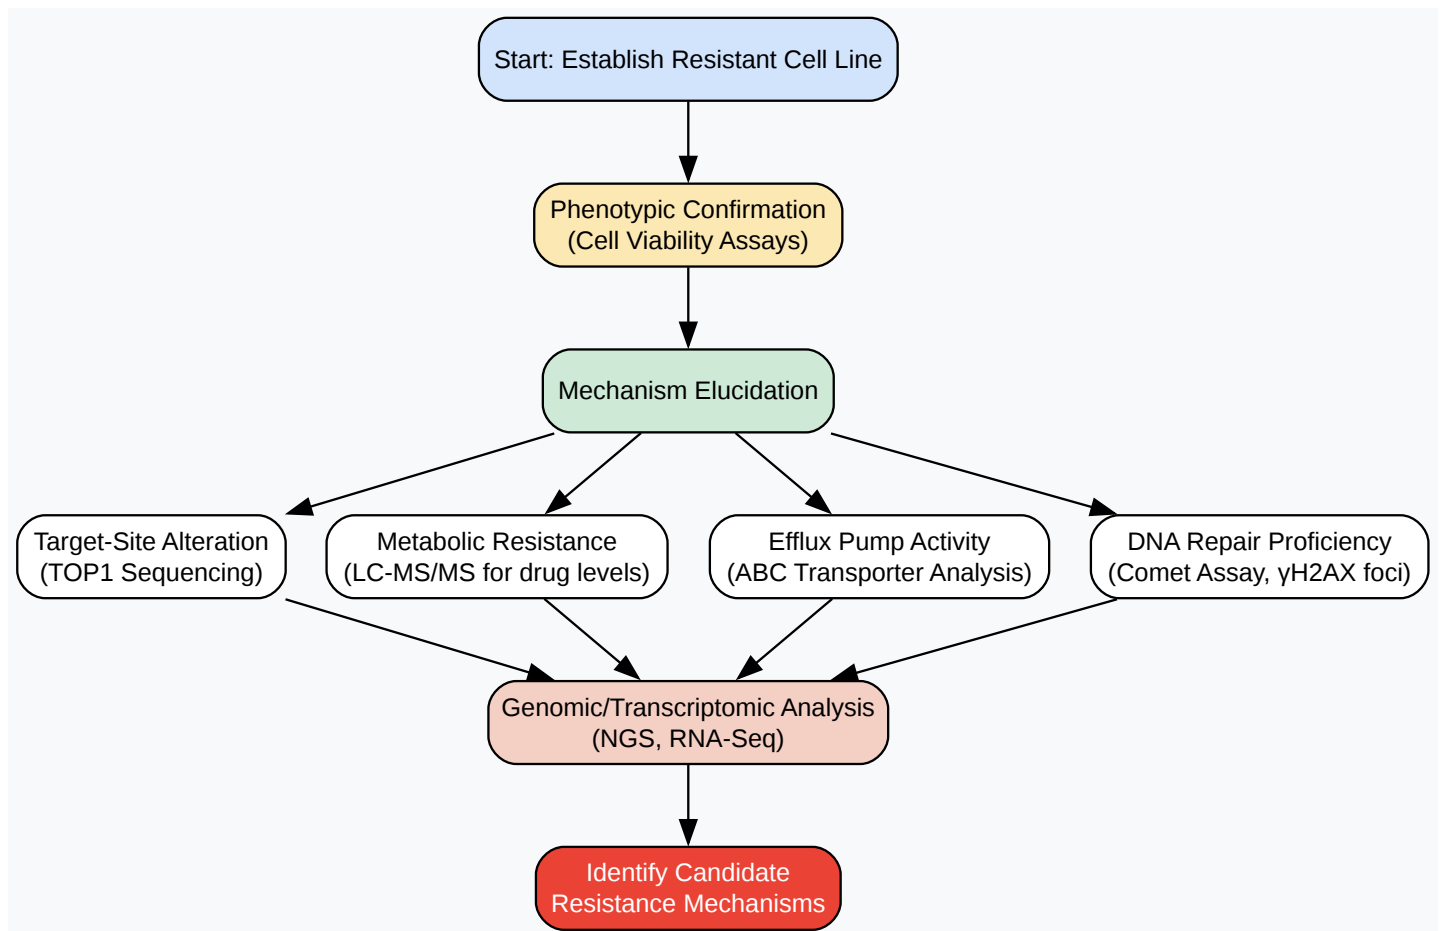 Start: Establish Resistant Cell Line
Phenotypic Confirmation
(Cell Viability Assays)
Mechanism Elucidation
Target-Site Alteration
(TOP1 Sequencing)
Metabolic Resistance
(LC-MS/MS for drug levels)
Efflux Pump Activity
(ABC Transporter Analysis)
DNA Repair Proficiency
(Comet Assay, γH2AX foci)
Genomic/Transcriptomic Analysis
(NGS, RNA-Seq)
Identify Candidate
Resistance Mechanisms